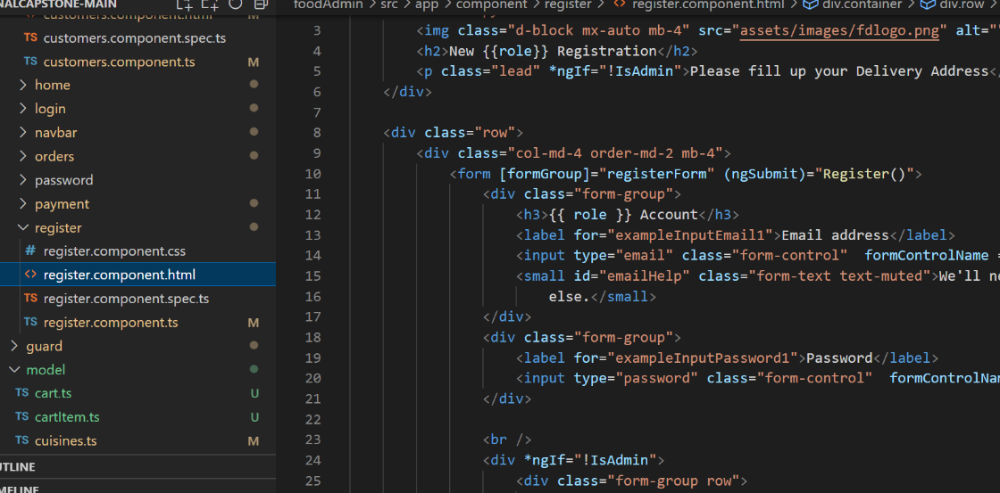 NALCAPSTONE-MAIN
customers.component.html
customers.component.spec.ts
TS customers.component.ts M
home
login
navbar
orders
password
payment
register
# register.component.css
<> register.component.html
TS register.component.spec.ts
TS register.component.ts M
guard
model
TS cart.ts U
TS cartItem.ts U
TS cuisines.ts M
UTLINE
MELINE
foodAdmin > src > app > component > register > <> register.component.html > div.container > div.row >
3 <img class="d-block mx-auto mb-4" src="assets/images/fdlogo.png" alt=""
4 <h2>New {{role}} Registration</h2>
5 <p class="lead" *ngIf="!IsAdmin">Please fill up your Delivery Address</
6 </div>
7
8 <div class="row">
9 <div class="col-md-4 order-md-2 mb-4">
10 <form [formGroup]="registerForm" (ngSubmit)="Register()">
11 <div class="form-group">
12 <h3>{{ role }} Account</h3>
13 <label for="exampleInputEmail1">Email address</label>
14 <input type="email" class="form-control" formControlName =
15 <small id="emailHelp" class="form-text text-muted">We'll ne
16 else.</small>
17 </div>
18 <div class="form-group">
19 <label for="exampleInputPassword1">Password</label>
20 <input type="password" class="form-control" formControlNam
21 </div>
22
23 <br />
24 <div *ngIf="!IsAdmin">
25 <div class="form-group row">